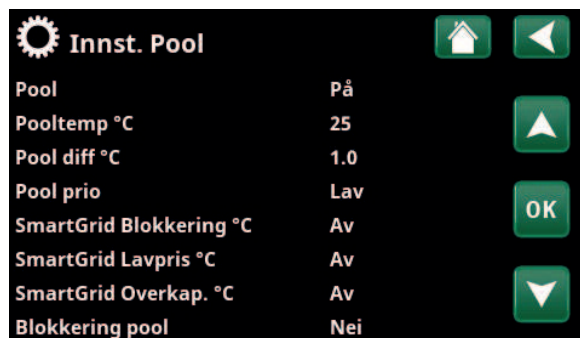 Innst. Pool
Pool På
Pooltemp °C 25
Pool diff °C 1.0
Pool prio Lav
OK
SmartGrid Blokkering °C Av
SmartGrid Lavpris °C Av
SmartGrid Overkap. °C Av
Blokkering pool Nei